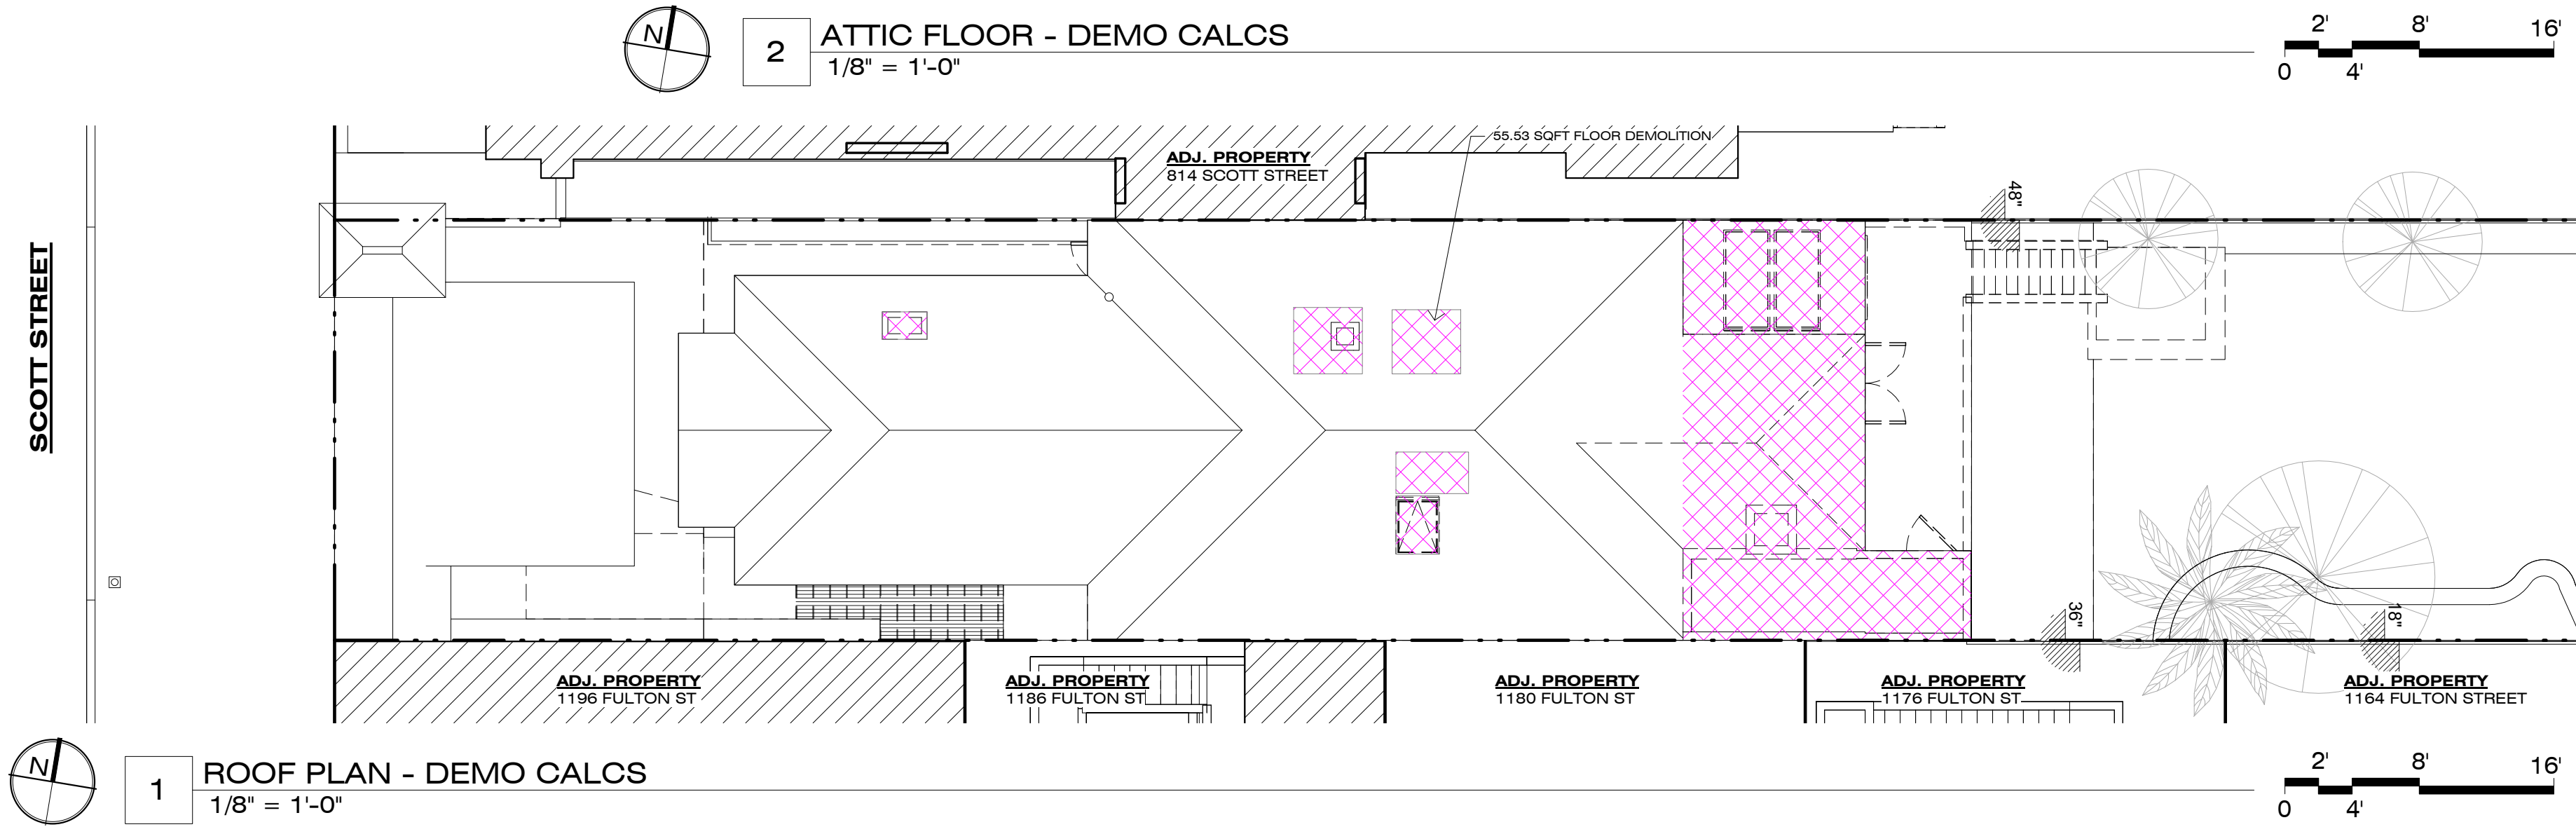 N
2
ATTIC FLOOR - DEMO CALCS
1/8" = 1'-0"
2' 8' 16'
0 4'
55.53 SQFT FLOOR DEMOLITION
ADJ. PROPERTY
814 SCOTT STREET
48"
SCOTT STREET
36"
18"
ADJ. PROPERTY
1196 FULTON ST
ADJ. PROPERTY
1186 FULTON ST
ADJ. PROPERTY
1180 FULTON ST
ADJ. PROPERTY
1176 FULTON ST
ADJ. PROPERTY
1164 FULTON STREET
N
1
ROOF PLAN - DEMO CALCS
1/8" = 1'-0"
2' 8' 16'
0 4'